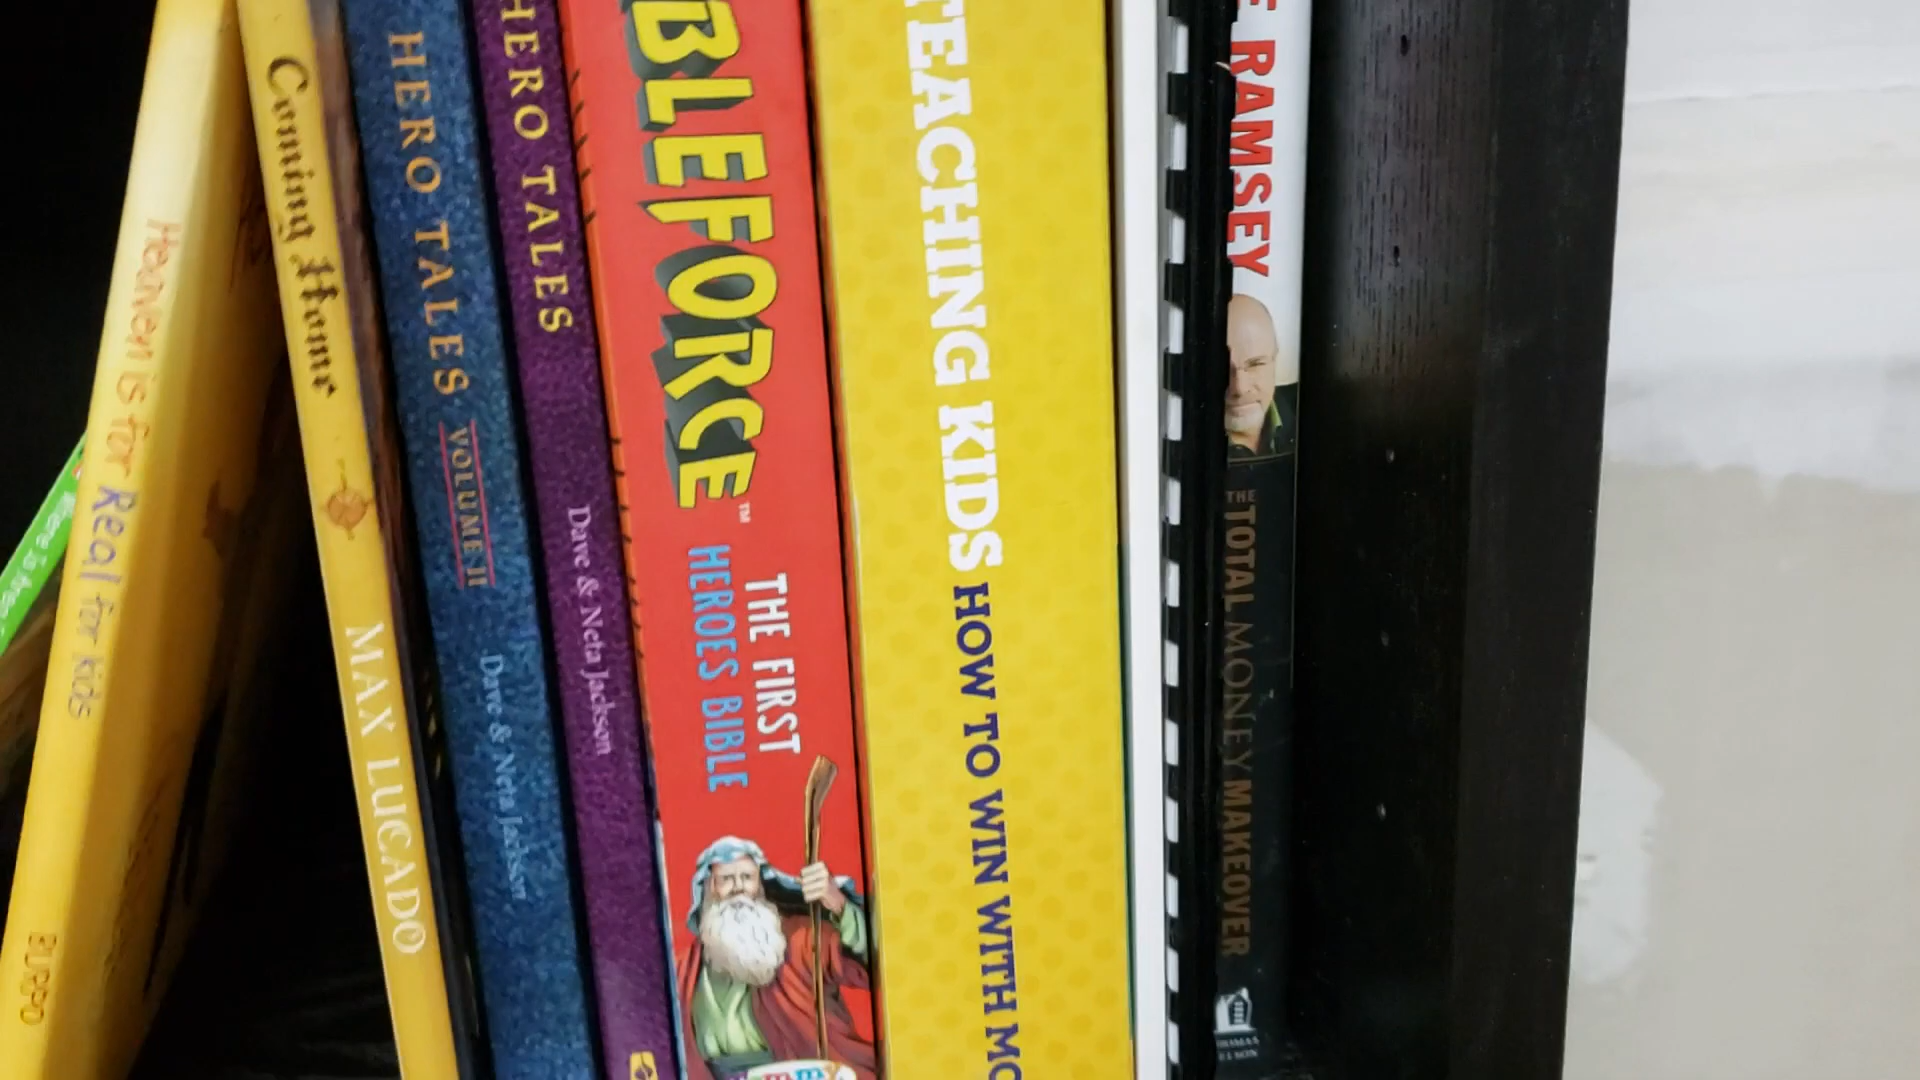 Heaven is for Real for kids
BURPO
Coming Home
MAX LUCADO
HERO TALES
VOLUME II
Dave & Neta Jackson
HERO TALES
Dave & Neta Jackson
BLEFORCE™
THE FIRST
HEROES BIBLE
TEACHING KIDS HOW TO WIN WITH MO
E RAMSEY
THE TOTAL MONEY MAKEOVER